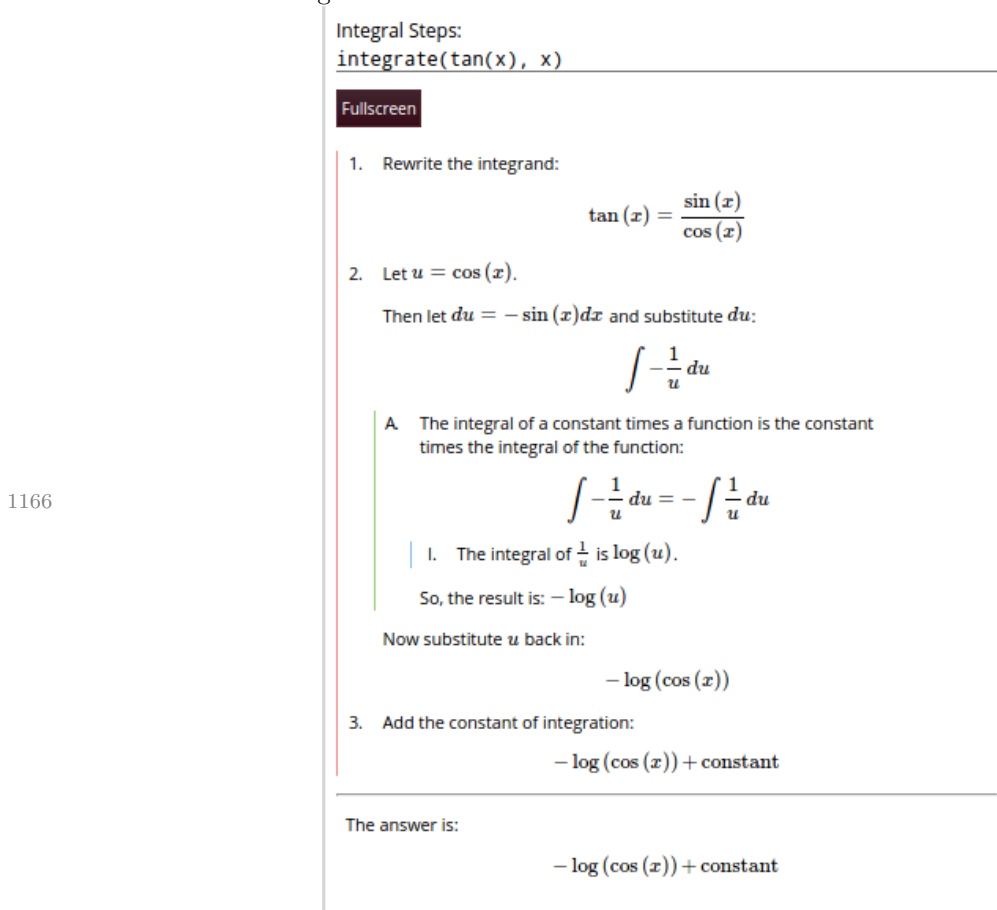 Integral Steps:
integrate(tan(x), x)
Fullscreen
1. Rewrite the integrand:
tan (x) = sin (x) / cos (x)
2. Let u = cos (x).
Then let du = − sin (x)dx and substitute du:
∫ −1/u du
A. The integral of a constant times a function is the constant
times the integral of the function:
∫ −1/u du = − ∫ 1/u du
1166
I. The integral of 1/u is log (u).
So, the result is: − log (u)
Now substitute u back in:
− log (cos (x))
3. Add the constant of integration:
− log (cos (x)) + constant
The answer is:
− log (cos (x)) + constant